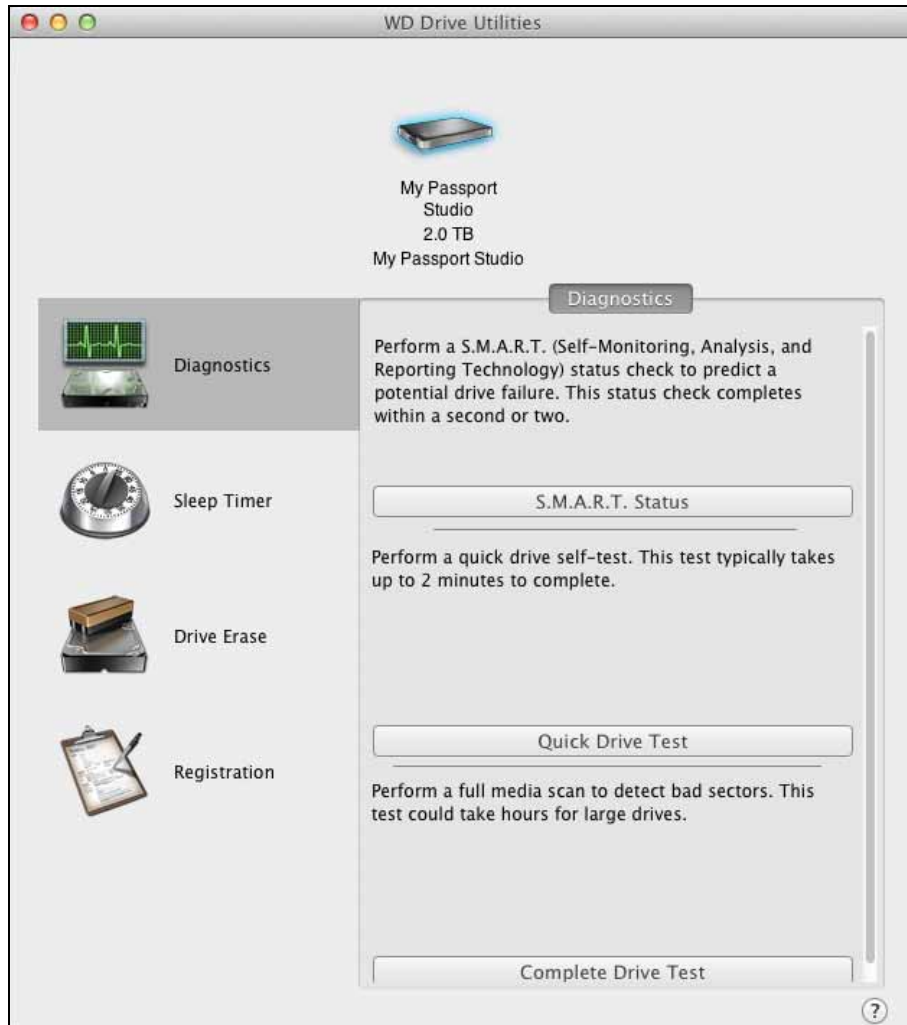 WD Drive Utilities
My Passport
Studio
2.0 TB
My Passport Studio
Diagnostics
Sleep Timer
Drive Erase
Registration
Diagnostics
Perform a S.M.A.R.T. (Self-Monitoring, Analysis, and
Reporting Technology) status check to predict a
potential drive failure. This status check completes
within a second or two.
S.M.A.R.T. Status
Perform a quick drive self-test. This test typically takes
up to 2 minutes to complete.
Quick Drive Test
Perform a full media scan to detect bad sectors. This
test could take hours for large drives.
Complete Drive Test
?